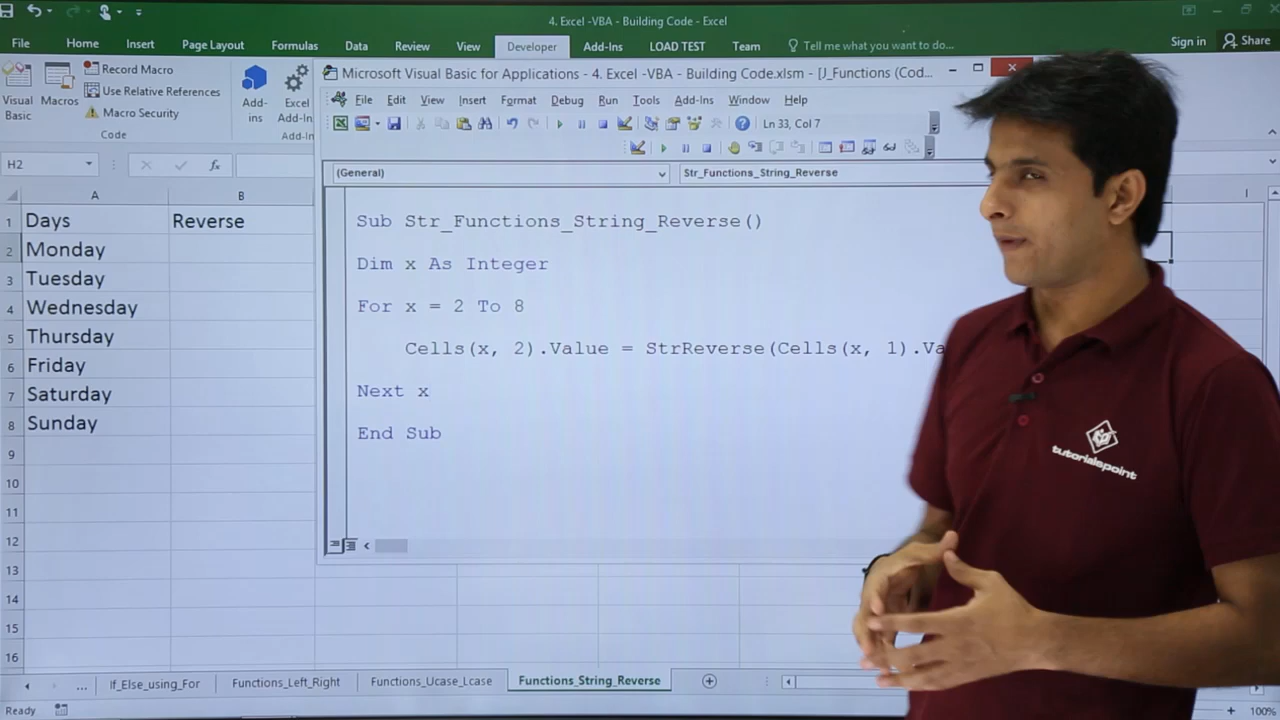 4. Excel -VBA - Building Code - Excel
File Home Insert Page Layout Formulas Data Review View Developer Add-Ins LOAD TEST Team Tell me what you want to do... Sign in Share
Visual Basic
Macros
Record Macro
Use Relative References
Macro Security
Code
Add-ins
Excel Add-In
Add-In
Microsoft Visual Basic for Applications - 4. Excel -VBA - Building Code.xlsm - [J_Functions (Cod...
File Edit View Insert Format Debug Run Tools Add-Ins Window Help
Ln 33, Col 7
H2 fx
(General) Str_Functions_String_Reverse
A B I
1 Days Reverse
2 Monday
3 Tuesday
4 Wednesday
5 Thursday
6 Friday
7 Saturday
8 Sunday
9
10
11
12
13
14
15
16
Sub Str_Functions_String_Reverse()
Dim x As Integer
For x = 2 To 8
Cells(x, 2).Value = StrReverse(Cells(x, 1).Va
Next x
End Sub
tutorialspoint
... If_Else_using_For Functions_Left_Right Functions_Ucase_Lcase Functions_String_Reverse
Ready 100%